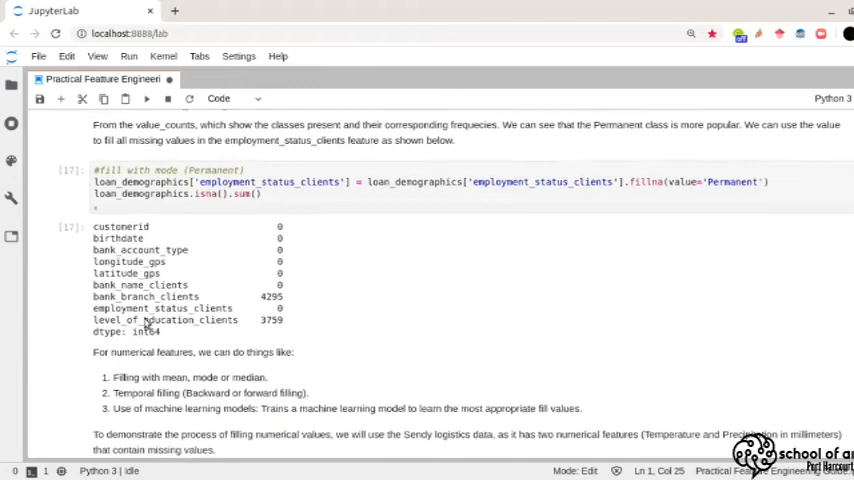 JupyterLab
localhost:8888/lab
off
File Edit View Run Kernel Tabs Settings Help
Practical Featture Engineeri
Code
Python 3
From the value_counts, which show the classes present and their corresponding frequecies. We can see that the Permanent class is more popular. We can use the value
to fill all missing values in the employment_status_clients feature as shown below.
[17]: #fill with mode (Permanent)
loan_demographics['employment_status_clients'] = loan_demographics['employment_status_clients'].fillna(value='Permanent')
loan_demographics.isna().sum()
[17]: customerid 0
birthdate 0
bank_account_type 0
longitude_gps 0
latitude_gps 0
bank_name_clients 0
bank_branch_clients 4295
employment_status_clients 0
level_of_education_clients 3759
dtype: int64
For numerical features, we can do things like:
1. Filling with mean, mode or median.
2. Temporal filling (Backward or forward filling).
3. Use of machine learning models: Trains a machine learning model to learn the most appropriate fill values.
To demonstrate the process of filling numerical values, we will use the Sendy logistics data, as it has two numerical features (Temperature and Precipitation in millimeters)
that contain missing values.
school of a
Port Harcourt
0 1 Python 3 | Idle Mode: Edit Ln 1, Col 25 Practical Featture Engineering Guide